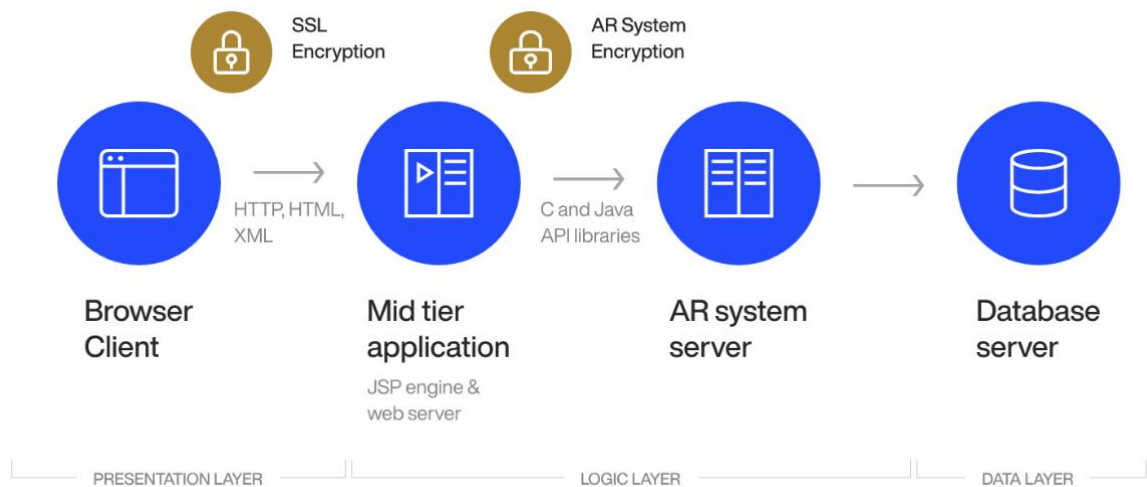 SSL
Encryption
AR System
Encryption
HTTP, HTML,
XML
C and Java
API libraries
Browser
Client
Mid tier
application
JSP engine &
web server
AR system
server
Database
server
PRESENTATION LAYER
LOGIC LAYER
DATA LAYER